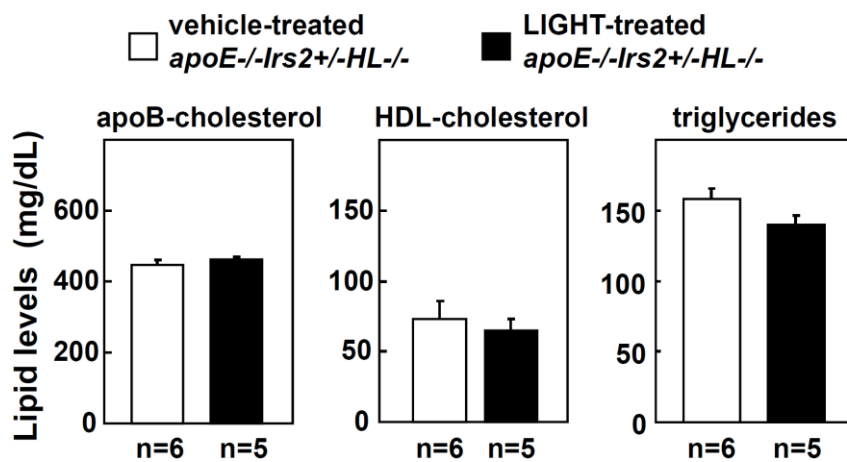 vehicle-treated
apoE-/-Irs2+/-HL-/-
LIGHT-treated
apoE-/-Irs2+/-HL-/-
Lipid levels (mg/dL)
apoB-cholesterol
600
400
200
0
n=6 n=5
HDL-cholesterol
150
100
50
0
n=6 n=5
triglycerides
150
100
50
0
n=6 n=5